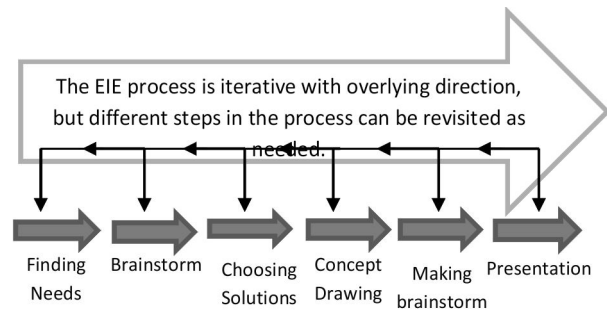 The EIE process is iterative with overlying direction,
but different steps in the process can be revisited as
needed.
Finding
Needs
Brainstorm
Choosing
Solutions
Concept
Drawing
Making
brainstorm
Presentation